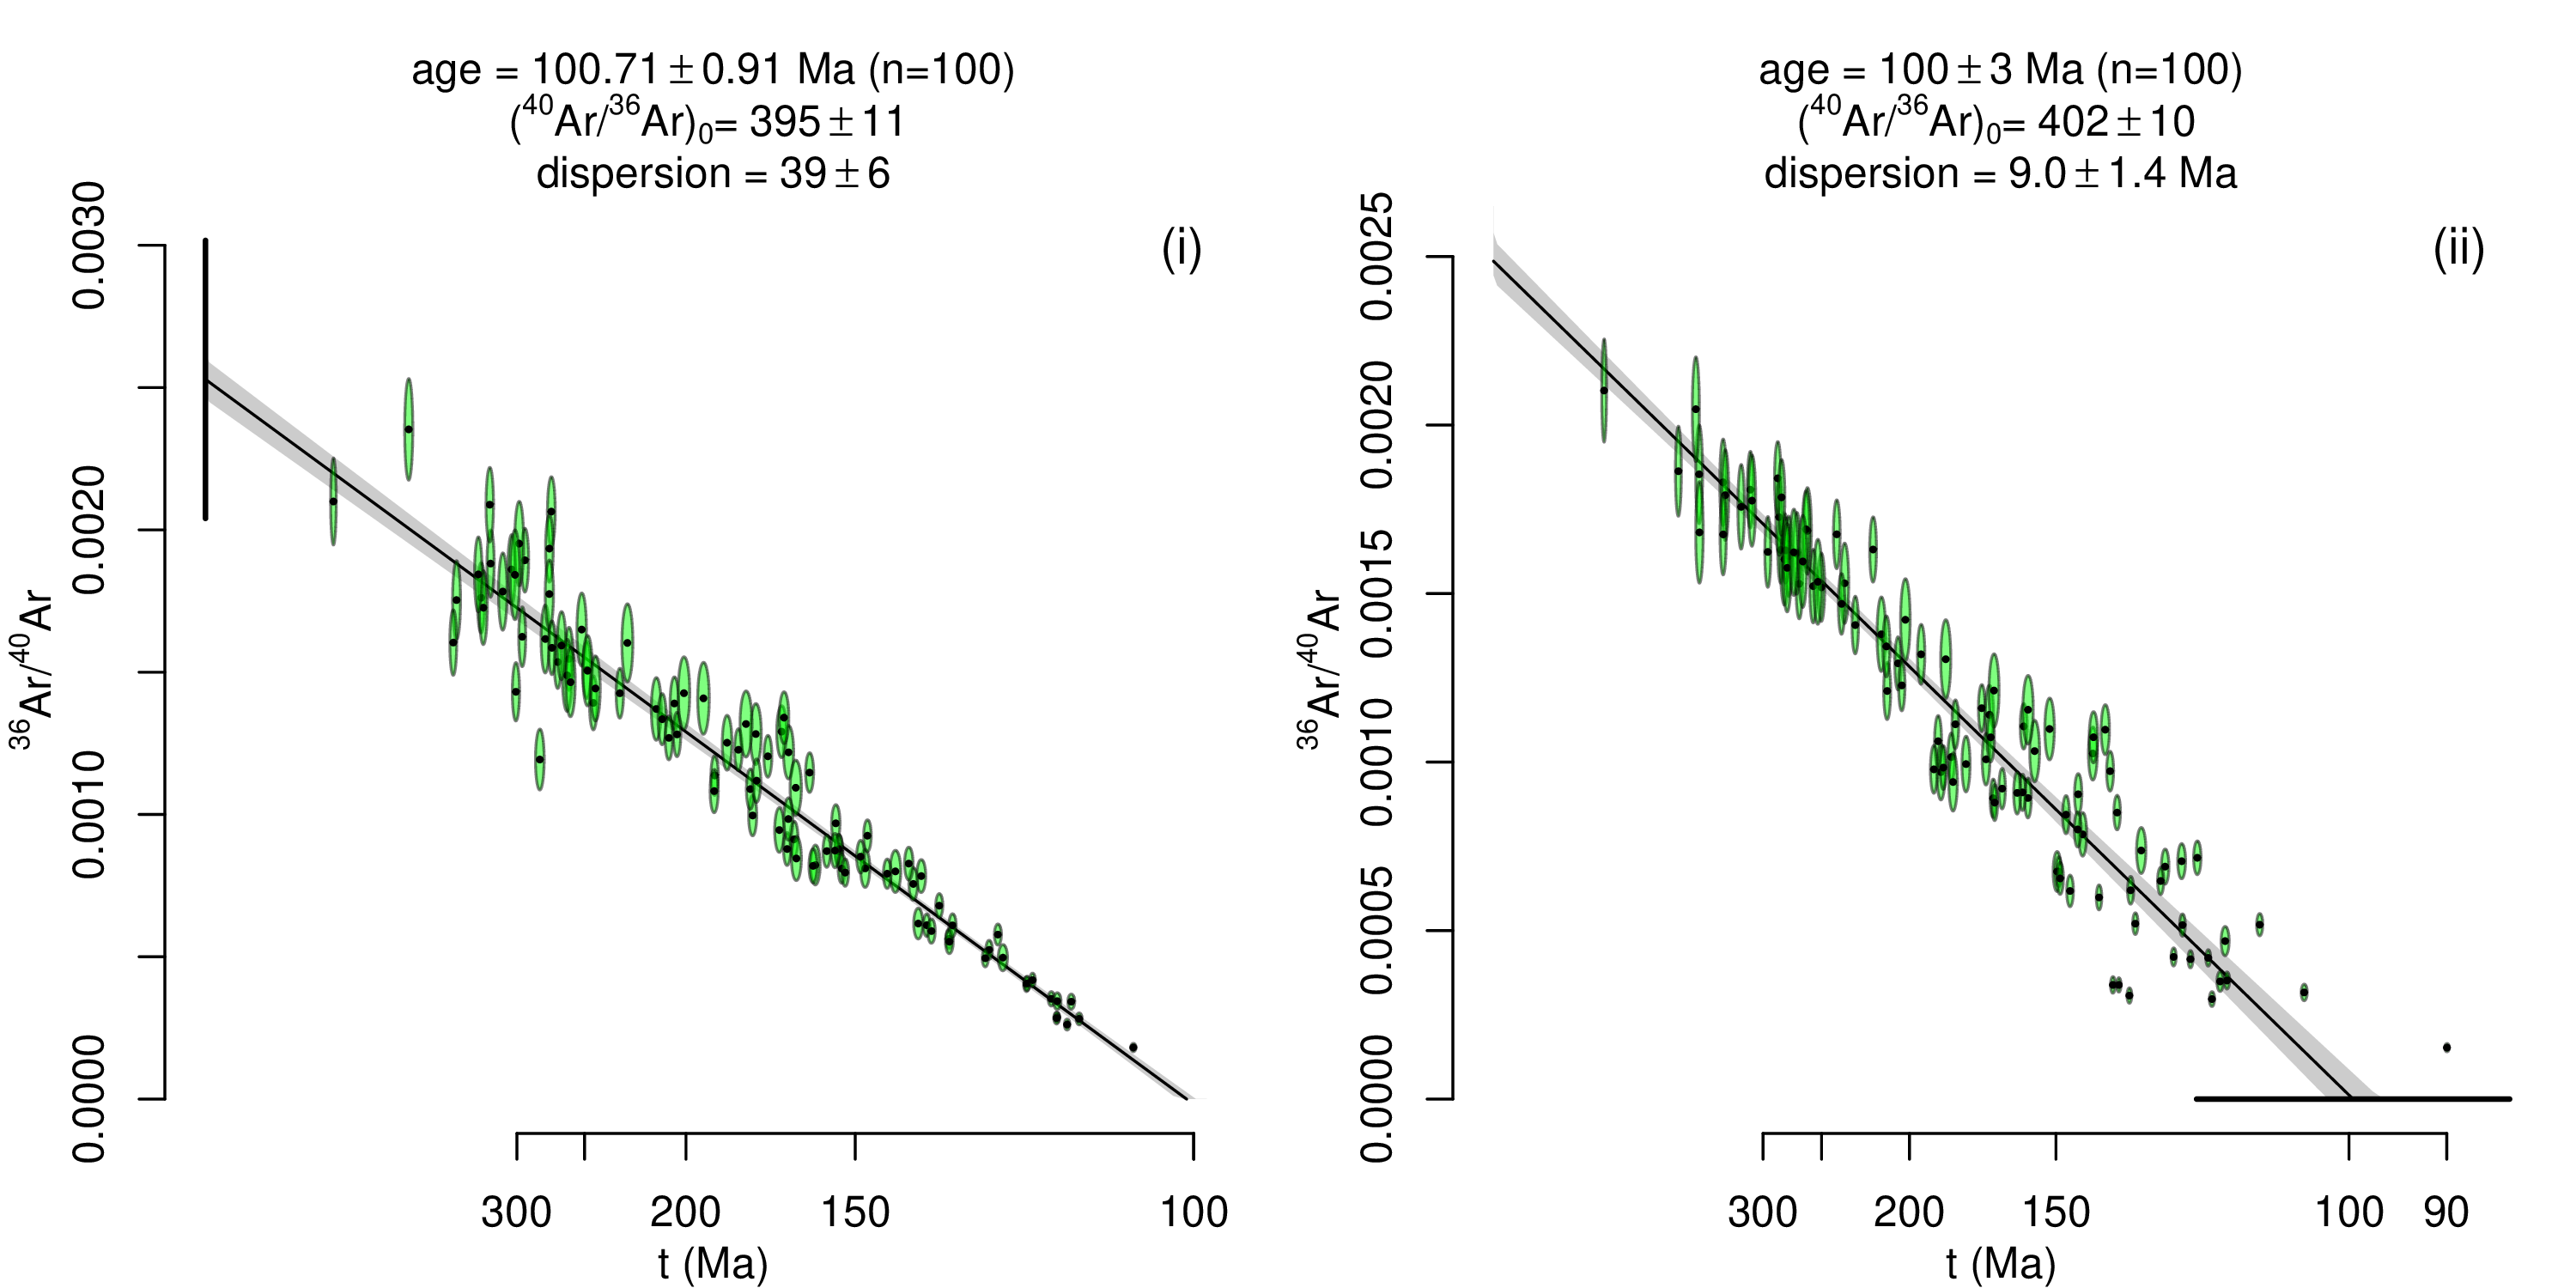 age = 100.71 ± 0.91 Ma (n=100)
(⁴⁰Ar/³⁶Ar)₀= 395 ± 11
dispersion = 39 ± 6
(i)
³⁶Ar/⁴⁰Ar
0.0030
0.0020
0.0010
0.0000
300 200 150 100
t (Ma)
age = 100 ± 3 Ma (n=100)
(⁴⁰Ar/³⁶Ar)₀= 402 ± 10
dispersion = 9.0 ± 1.4 Ma
(ii)
³⁶Ar/⁴⁰Ar
0.0025
0.0020
0.0015
0.0010
0.0005
0.0000
300 200 150 100 90
t (Ma)